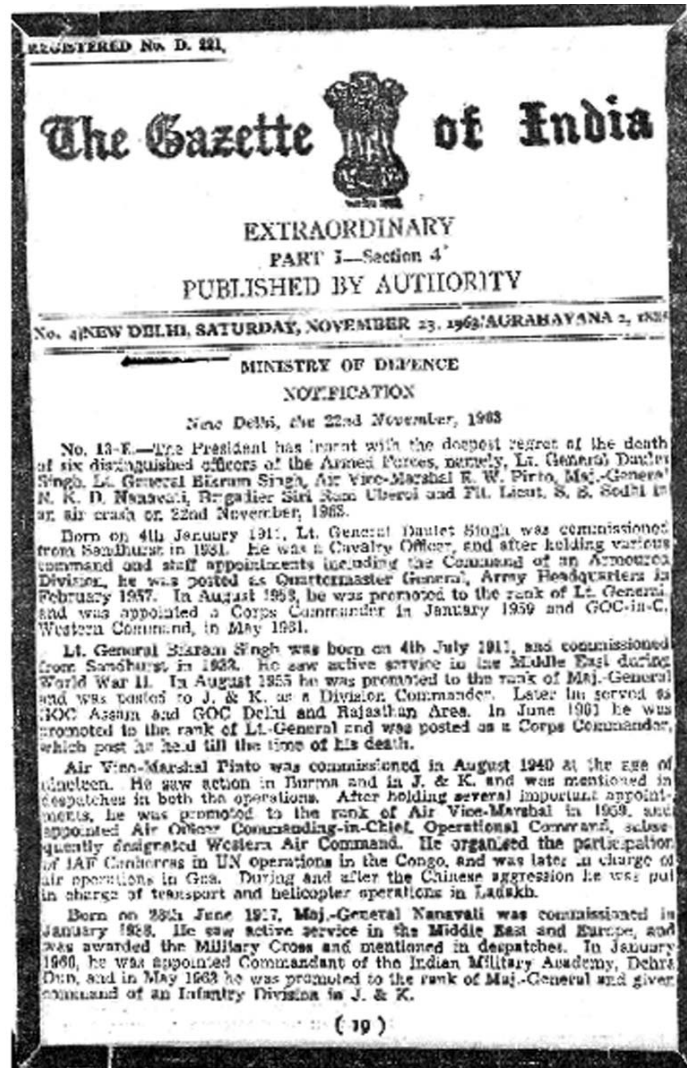 REGISTERED No. D. 221.
The Gazette of India
EXTRAORDINARY
PART I—Section 4
PUBLISHED BY AUTHORITY
No. 4] NEW DELHI, SATURDAY, NOVEMBER 23, 1963/AGRAHAYANA 2, 1885
MINISTRY OF DEFENCE
NOTIFICATION
New Delhi, the 22nd November, 1963
No. 13-E.—The President has learnt with the deepest regret of the death
of six distinguished officers of the Armed Forces, namely, Lt. General Daulet
Singh, Lt. General Bikram Singh, Air Vice-Marshal E. W. Pinto, Maj.-General
N. K. D. Nanavati, Brigadier Siri Ram Uberoi and Flt. Lieut. S. S. Sodhi in
an air crash on 22nd November, 1963.
Born on 4th January 1911, Lt. General Daulet Singh was commissioned
from Sandhurst in 1931. He was a Cavalry Officer, and after holding various
command and staff appointments including the Command of an Armoured
Division, he was posted as Quartermaster General, Army Headquarters in
February 1957. In August 1958, he was promoted to the rank of Lt. General,
and was appointed a Corps Commander in January 1959 and GOC-in-C,
Western Command, in May 1961.
Lt. General Bikram Singh was born on 4th July 1911, and commissioned
from Sandhurst in 1932. He saw active service in the Middle East during
World War II. In August 1955 he was promoted to the rank of Maj.-General
and was posted to J. & K. as a Division Commander. Later he served as
GOC Assam and GOC Delhi and Rajasthan Area. In June 1961 he was
promoted to the rank of Lt.-General and was posted as a Corps Commander,
which post he held till the time of his death.
Air Vice-Marshal Pinto was commissioned in August 1940 at the age of
nineteen. He saw action in Burma and in J. & K. and was mentioned in
despatches in both the operations. After holding several important appoint-
ments, he was promoted to the rank of Air Vice-Marshal in 1959, and
appointed Air Officer Commanding-in-Chief, Operational Command, subse-
quently designated Western Air Command. He organised the participation
of IAF Canberras in UN operations in the Congo, and was later in charge of
air operations in Goa. During and after the Chinese aggression he was put
in charge of transport and helicopter operations in Ladakh.
Born on 28th June 1917, Maj.-General Nanavati was commissioned in
January 1938. He saw active service in the Middle East and Europe, and
was awarded the Military Cross and mentioned in despatches. In January
1960, he was appointed Commandant of the Indian Military Academy, Dehra
Dun, and in May 1963 he was promoted to the rank of Maj.-General and given
command of an Infantry Division in J. & K.
( 19 )